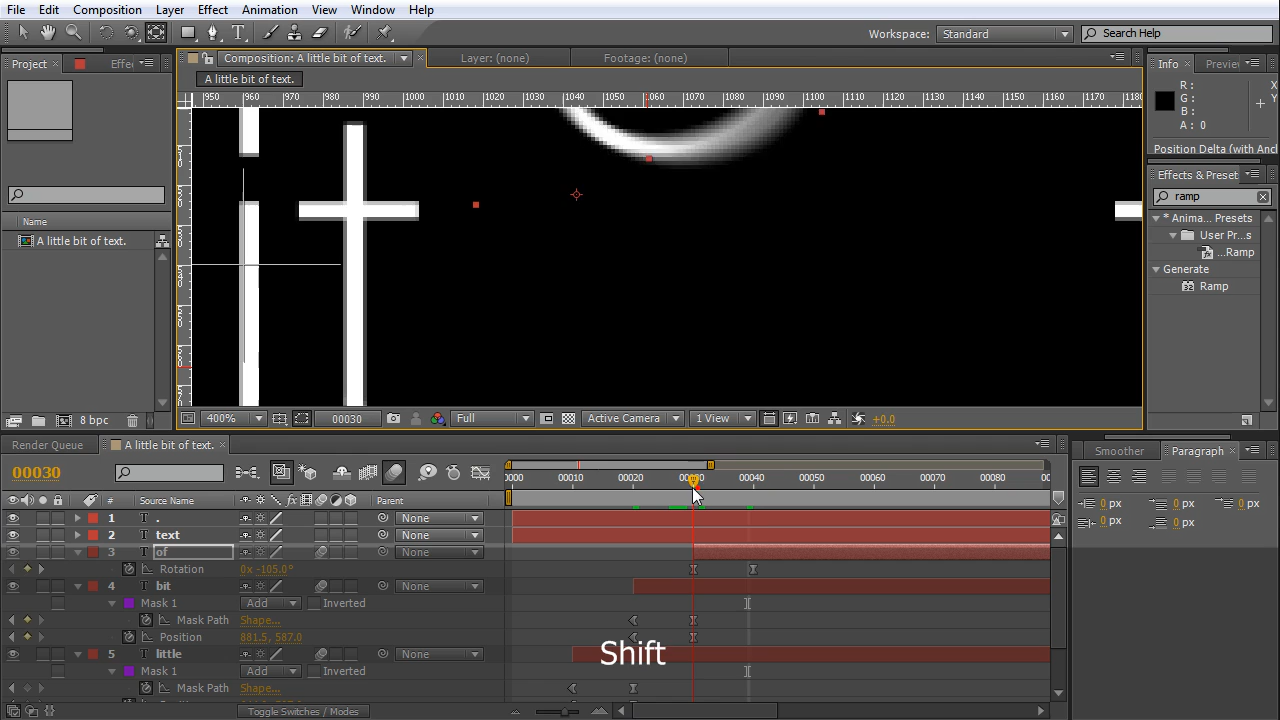 File Edit Composition Layer Effect Animation View Window Help
Workspace: Standard Search Help
Project Effe Composition: A little bit of text. Layer: (none) Footage: (none) Info Previe
A little bit of text.
950 960 970 980 990 1000 1010 1020 1030 1040 1050 1060 1070 1080 1090 1100 1110 1120 1130 1140 1150 1160 1170 1180
R : X
G : Y
B :
A : 0
Position Delta (with Anc
Effects & Preset
ramp
* Anima... Presets
User Pr...s
...Ramp
Generate
Ramp
Name
A little bit of text.
8 bpc
400% 00030 Full Active Camera 1 View +0.0
Render Queue A little bit of text. Smoother Paragraph
00030
0000 00010 00020 00030 00040 00050 00060 00070 00080 00
# Source Name Parent
0 px 0 px 0 px
0 px 0 px
1 T . None
2 T text None
3 T of None
Rotation 0x -105.0°
4 T bit None
Mask 1 Add Inverted
Mask Path Shape...
Position 881.5, 587.0
5 T little None
Mask 1 Add Inverted
Mask Path Shape...
Shift
Toggle Switches / Modes